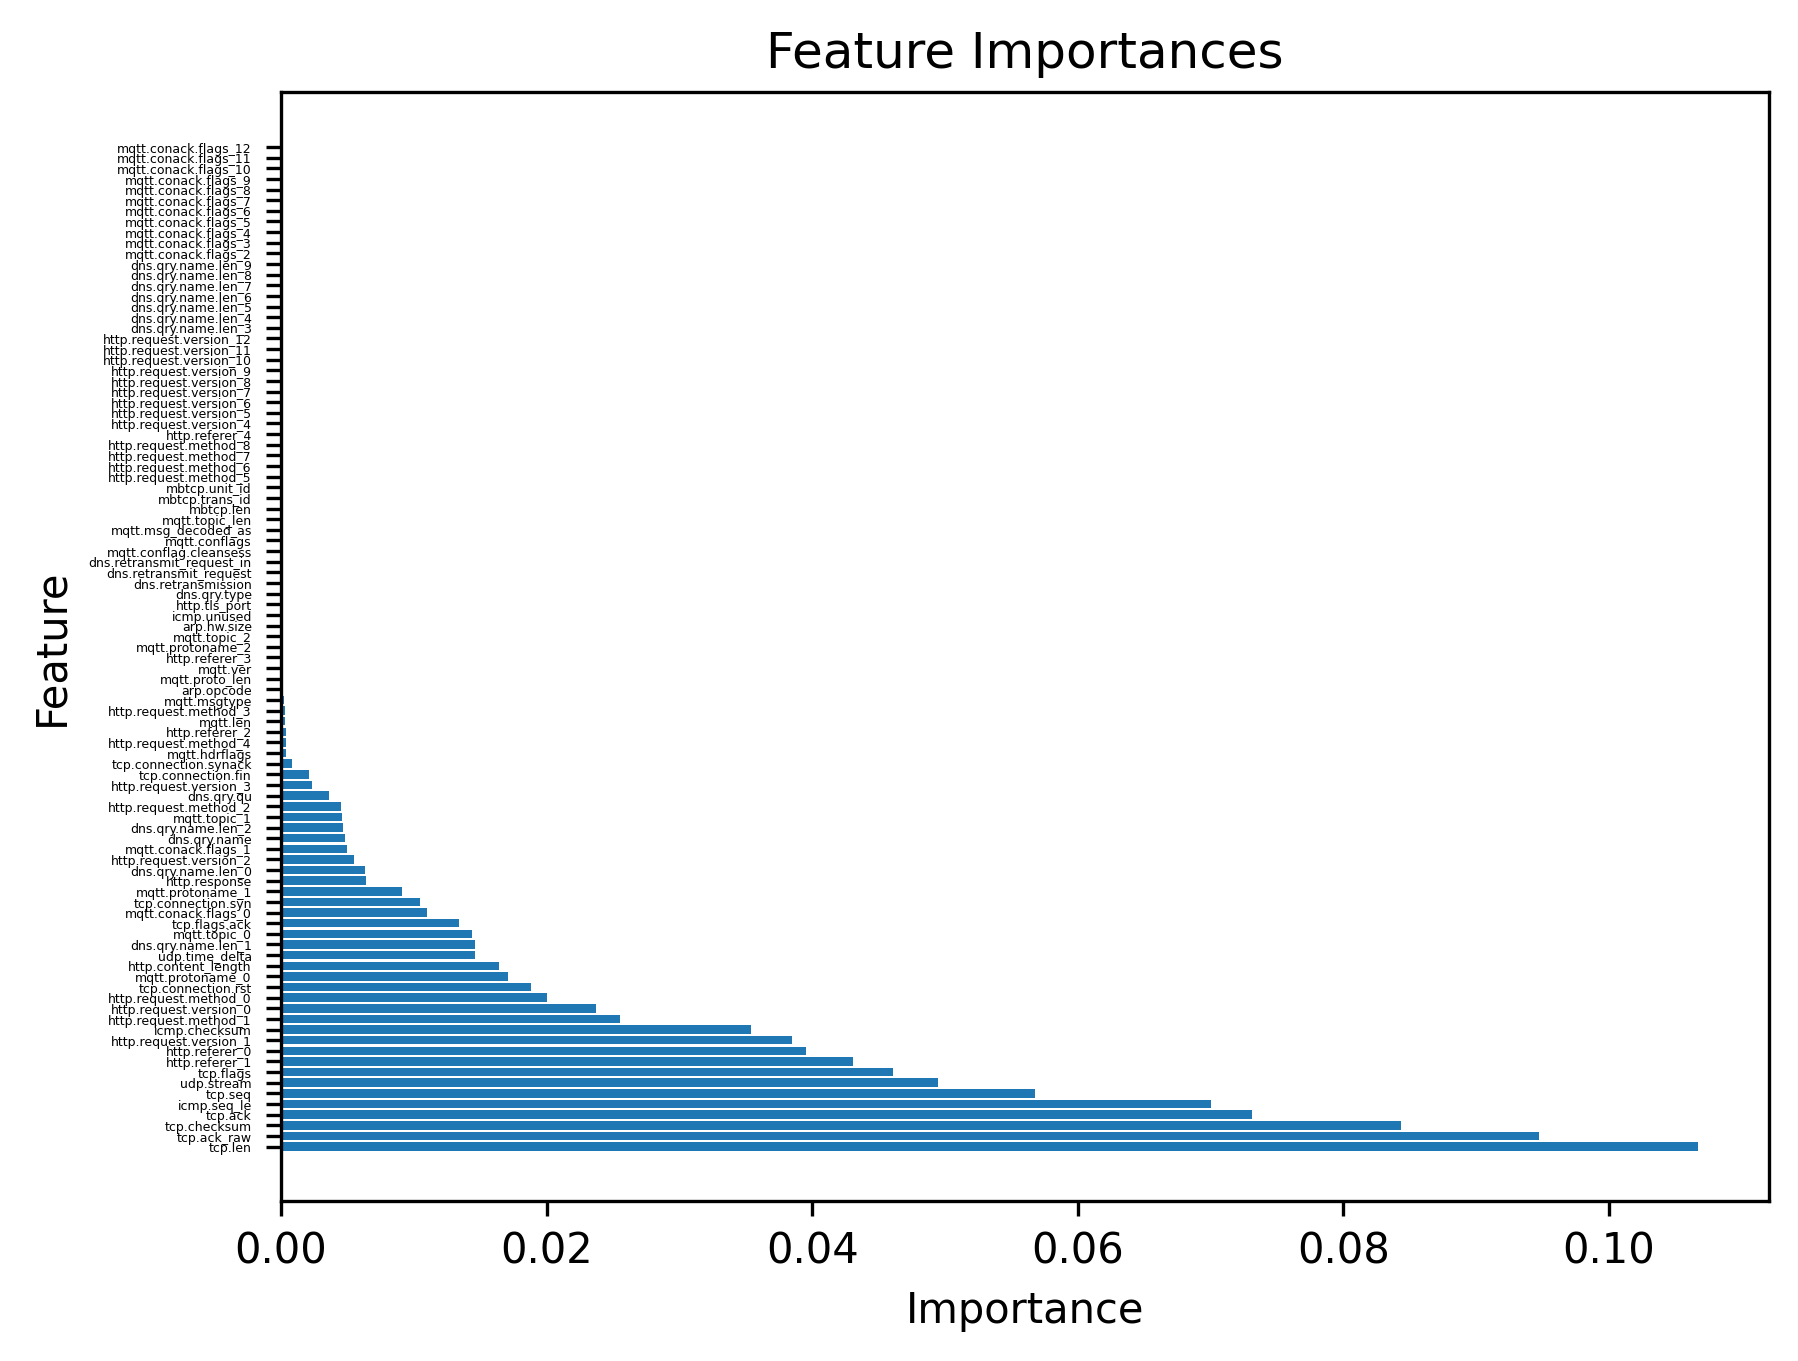 Feature Importances
mqtt.conack.flags_12
mqtt.conack.flags_11
mqtt.conack.flags_10
mqtt.conack.flags_9
mqtt.conack.flags_8
mqtt.conack.flags_7
mqtt.conack.flags_6
mqtt.conack.flags_5
mqtt.conack.flags_4
mqtt.conack.flags_3
mqtt.conack.flags_2
dns.qry.name.len_9
dns.qry.name.len_8
dns.qry.name.len_7
dns.qry.name.len_6
dns.qry.name.len_5
dns.qry.name.len_4
dns.qry.name.len_3
http.request.version_12
http.request.version_11
http.request.version_10
http.request.version_9
http.request.version_8
http.request.version_7
http.request.version_6
http.request.version_5
http.request.version_4
http.referer_4
http.request.method_8
http.request.method_7
http.request.method_6
http.request.method_5
mbtcp.unit_id
mbtcp.trans_id
mbtcp.len
mqtt.topic_len
mqtt.msg_decoded_as
mqtt.conflags
mqtt.conflag.cleansess
dns.retransmit_request_in
dns.retransmit_request
dns.retransmission
dns.qry.type
http.tls_port
icmp.unused
arp.hw.size
mqtt.topic_2
mqtt.protoname_2
http.referer_3
mqtt.ver
mqtt.proto_len
arp.opcode
mqtt.msgtype
http.request.method_3
mqtt.len
http.referer_2
http.request.method_4
mqtt.hdrflags
tcp.connection.synack
tcp.connection.fin
http.request.version_3
dns.qry.qu
http.request.method_2
mqtt.topic_1
dns.qry.name.len_2
dns.qry.name
mqtt.conack.flags_1
http.request.version_2
dns.qry.name.len_0
http.response
mqtt.protoname_1
tcp.connection.syn
mqtt.conack.flags_0
tcp.flags.ack
mqtt.topic_0
dns.qry.name.len_1
udp.time_delta
http.content_length
mqtt.protoname_0
tcp.connection.rst
http.request.method_0
http.request.version_0
http.request.method_1
icmp.checksum
http.request.version_1
http.referer_0
http.referer_1
tcp.flags
udp.stream
tcp.seq
icmp.seq_le
tcp.ack
tcp.checksum
tcp.ack_raw
tcp.len
Feature
0.00 0.02 0.04 0.06 0.08 0.10
Importance